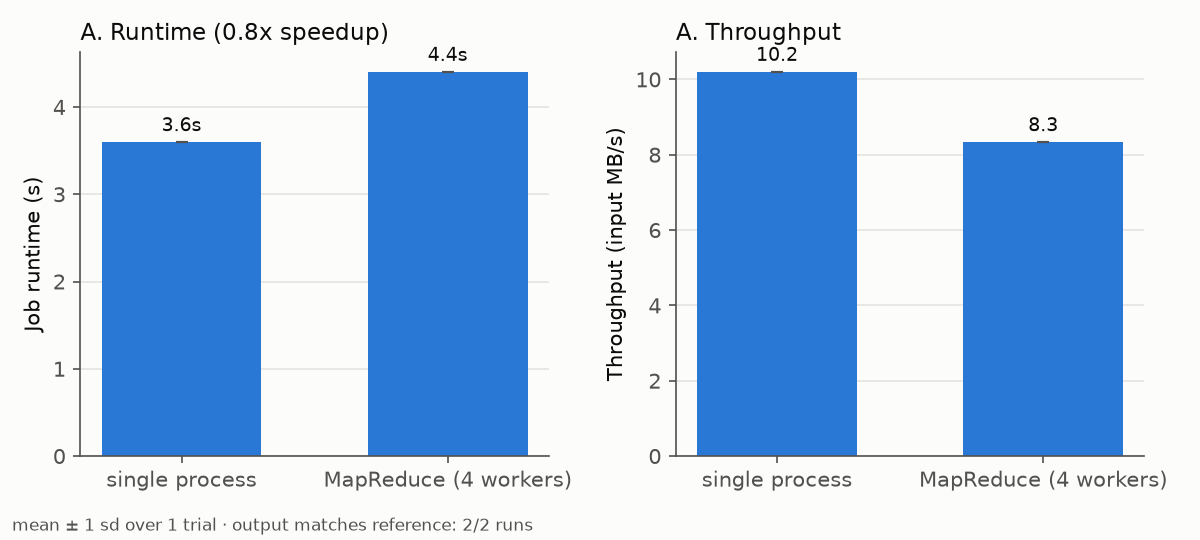 A. Runtime (0.8x speedup)
4.4s
3.6s
4
3
2
1
0
Job runtime (s)
single process
MapReduce (4 workers)
A. Throughput
10.2
8.3
10
8
6
4
2
0
Throughput (input MB/s)
single process
MapReduce (4 workers)
mean ± 1 sd over 1 trial · output matches reference: 2/2 runs